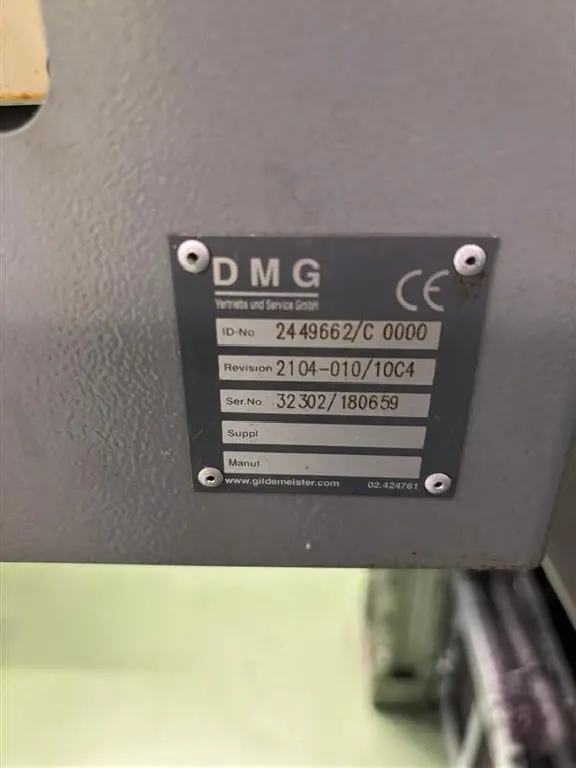 DMG
Vertriebs und Service GmbH
CE
ID-No 2449662/C 0000
Revision 2104-010/10C4
Ser.No. 32302/180659
Suppl
Manuf.
www.gildemeister.com 02.424761